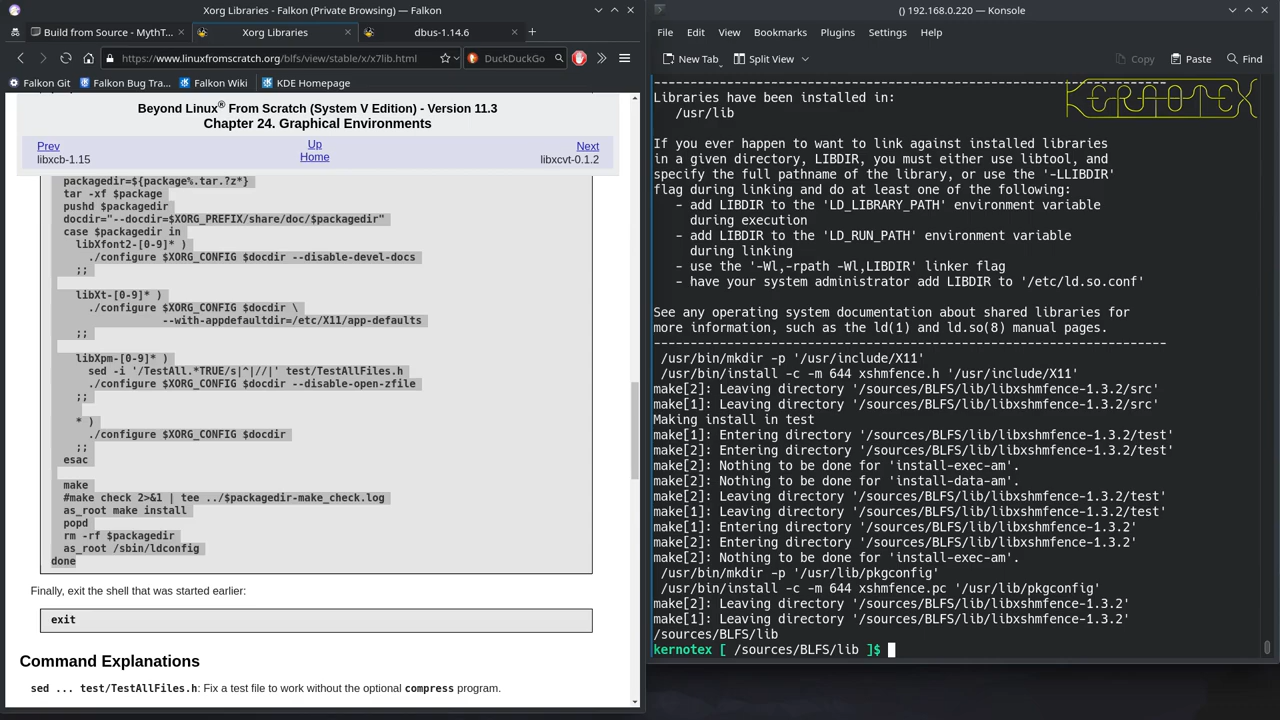 Xorg Libraries - Falkon (Private Browsing) — Falkon
Build from Source - MythT...
Xorg Libraries
dbus-1.14.6
https://www.linuxfromscratch.org/blfs/view/stable/x/x7lib.html
DuckDuckGo
Falkon Git
Falkon Bug Tra...
Falkon Wiki
KDE Homepage
Beyond Linux® From Scratch (System V Edition) - Version 11.3
Chapter 24. Graphical Environments
Prev
Up
Next
libxcb-1.15
Home
libxcvt-0.1.2
packagedir=${package%.tar.?z*}
tar -xf $package
pushd $packagedir
docdir="--docdir=$XORG_PREFIX/share/doc/$packagedir"
case $packagedir in
libXfont2-[0-9]* )
./configure $XORG_CONFIG $docdir --disable-devel-docs
;;
libXt-[0-9]* )
./configure $XORG_CONFIG $docdir \
--with-appdefaultdir=/etc/X11/app-defaults
;;
libXpm-[0-9]* )
sed -i '/TestAll.*TRUE/s|^|//|' test/TestAllFiles.h
./configure $XORG_CONFIG $docdir --disable-open-zfile
;;
* )
./configure $XORG_CONFIG $docdir
;;
esac
make
#make check 2>&1 | tee ../$packagedir-make_check.log
as_root make install
popd
rm -rf $packagedir
as_root /sbin/ldconfig
done
Finally, exit the shell that was started earlier:
exit
Command Explanations
sed ... test/TestAllFiles.h: Fix a test file to work without the optional compress program.
() 192.168.0.220 — Konsole
File Edit View Bookmarks Plugins Settings Help
New Tab
Split View
Copy
Paste
Find
KERNOTEX
----------------------------------------------------------------------
Libraries have been installed in:
/usr/lib
If you ever happen to want to link against installed libraries
in a given directory, LIBDIR, you must either use libtool, and
specify the full pathname of the library, or use the '-LLIBDIR'
flag during linking and do at least one of the following:
- add LIBDIR to the 'LD_LIBRARY_PATH' environment variable
during execution
- add LIBDIR to the 'LD_RUN_PATH' environment variable
during linking
- use the '-Wl,-rpath -Wl,LIBDIR' linker flag
- have your system administrator add LIBDIR to '/etc/ld.so.conf'
See any operating system documentation about shared libraries for
more information, such as the ld(1) and ld.so(8) manual pages.
----------------------------------------------------------------------
/usr/bin/mkdir -p '/usr/include/X11'
/usr/bin/install -c -m 644 xshmfence.h '/usr/include/X11'
make[2]: Leaving directory '/sources/BLFS/lib/libxshmfence-1.3.2/src'
make[1]: Leaving directory '/sources/BLFS/lib/libxshmfence-1.3.2/src'
Making install in test
make[1]: Entering directory '/sources/BLFS/lib/libxshmfence-1.3.2/test'
make[2]: Entering directory '/sources/BLFS/lib/libxshmfence-1.3.2/test'
make[2]: Nothing to be done for 'install-exec-am'.
make[2]: Nothing to be done for 'install-data-am'.
make[2]: Leaving directory '/sources/BLFS/lib/libxshmfence-1.3.2/test'
make[1]: Leaving directory '/sources/BLFS/lib/libxshmfence-1.3.2/test'
make[1]: Entering directory '/sources/BLFS/lib/libxshmfence-1.3.2'
make[2]: Entering directory '/sources/BLFS/lib/libxshmfence-1.3.2'
make[2]: Nothing to be done for 'install-exec-am'.
/usr/bin/mkdir -p '/usr/lib/pkgconfig'
/usr/bin/install -c -m 644 xshmfence.pc '/usr/lib/pkgconfig'
make[2]: Leaving directory '/sources/BLFS/lib/libxshmfence-1.3.2'
make[1]: Leaving directory '/sources/BLFS/lib/libxshmfence-1.3.2'
/sources/BLFS/lib
kernotex [ /sources/BLFS/lib ]$